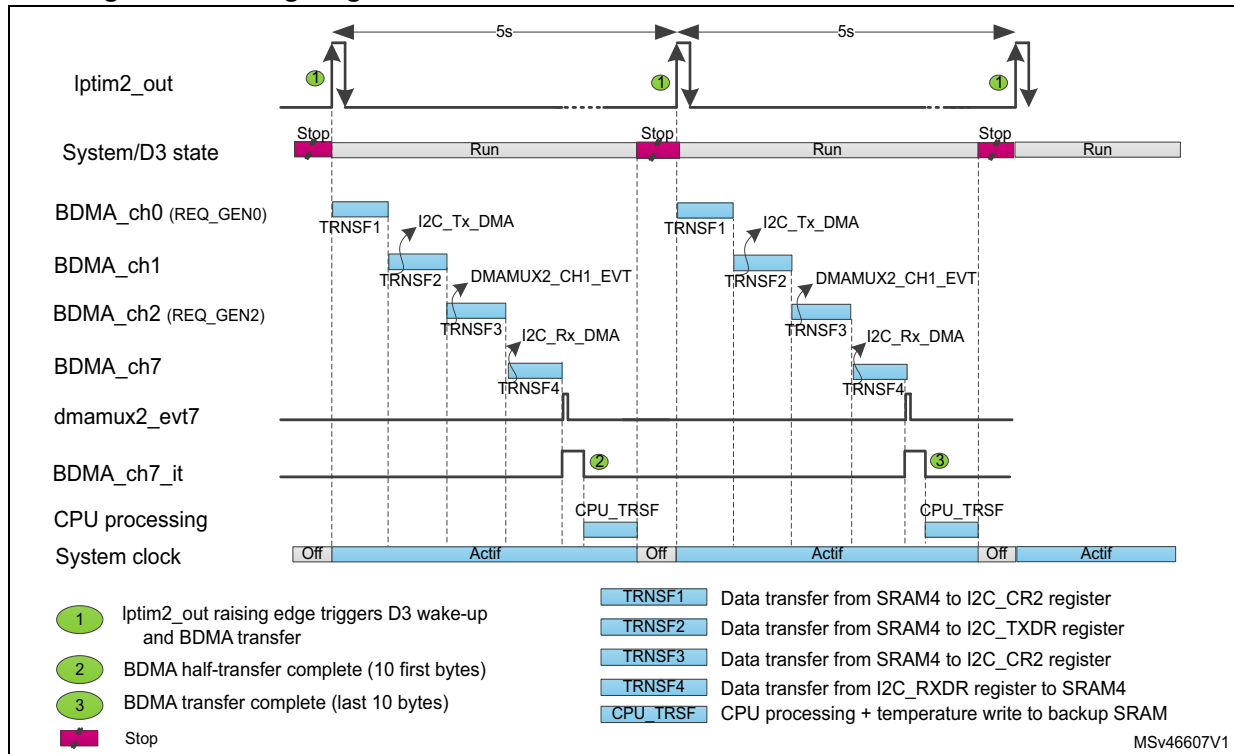 5s 5s
lptim2_out 1 1 1
Stop Stop Stop
System/D3 state Run Run Run
BDMA_ch0 (REQ_GEN0)
TRNSF1 I2C_Tx_DMA TRNSF1 I2C_Tx_DMA
BDMA_ch1
TRNSF2 DMAMUX2_CH1_EVT TRNSF2 DMAMUX2_CH1_EVT
BDMA_ch2 (REQ_GEN2)
TRNSF3 I2C_Rx_DMA TRNSF3 I2C_Rx_DMA
BDMA_ch7
TRNSF4 TRNSF4
dmamux2_evt7
BDMA_ch7_it 2 3
CPU_TRSF CPU_TRSF
CPU processing
System clock Off Actif Off Actif Off Actif
1 lptim2_out raising edge triggers D3 wake-up
and BDMA transfer
2 BDMA half-transfer complete (10 first bytes)
3 BDMA transfer complete (last 10 bytes)
Stop
TRNSF1 Data transfer from SRAM4 to I2C_CR2 register
TRNSF2 Data transfer from SRAM4 to I2C_TXDR register
TRNSF3 Data transfer from SRAM4 to I2C_CR2 register
TRNSF4 Data transfer from I2C_RXDR register to SRAM4
CPU_TRSF CPU processing + temperature write to backup SRAM
MSv46607V1